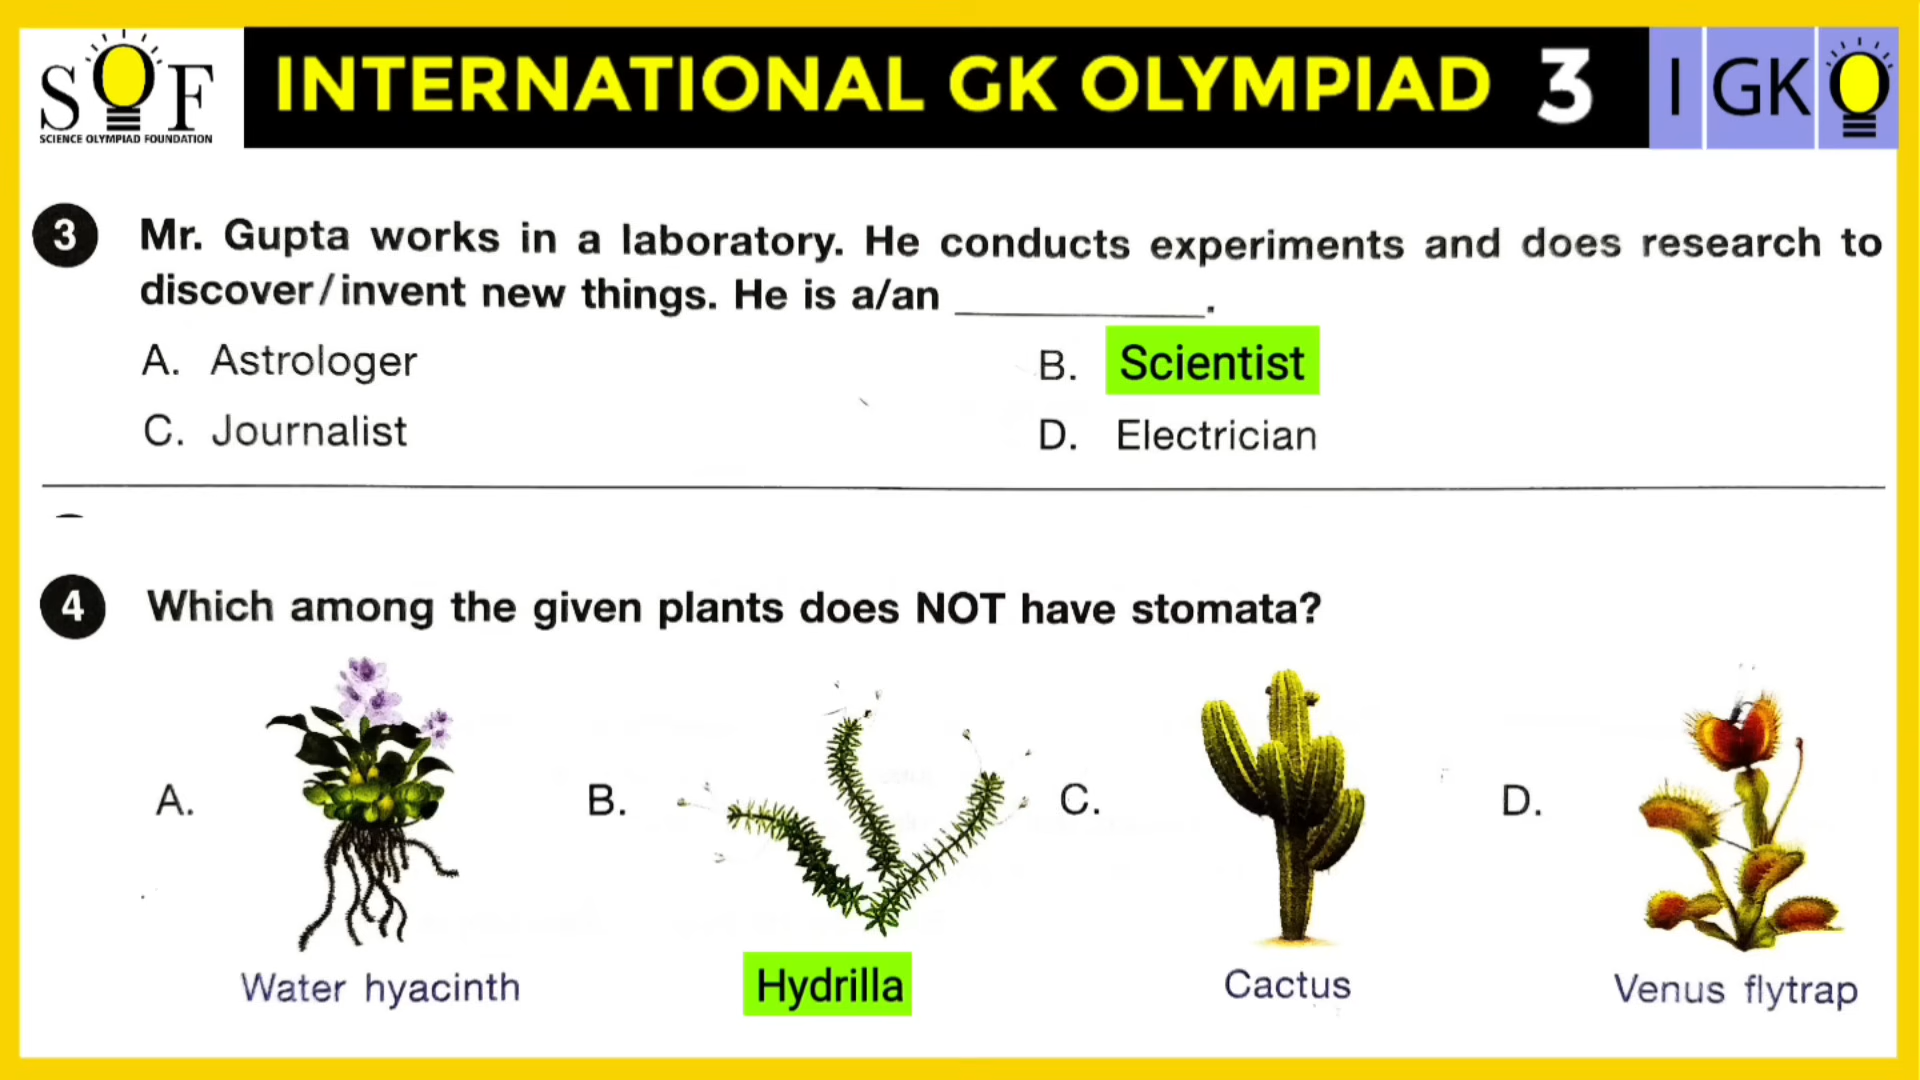 SOF
SCIENCE OLYMPIAD FOUNDATION
INTERNATIONAL GK OLYMPIAD 3
I GK
3 Mr. Gupta works in a laboratory. He conducts experiments and does research to
discover/invent new things. He is a/an __________.
A. Astrologer B. Scientist
C. Journalist D. Electrician
4 Which among the given plants does NOT have stomata?
A. B. C. D.
Water hyacinth Hydrilla Cactus Venus flytrap